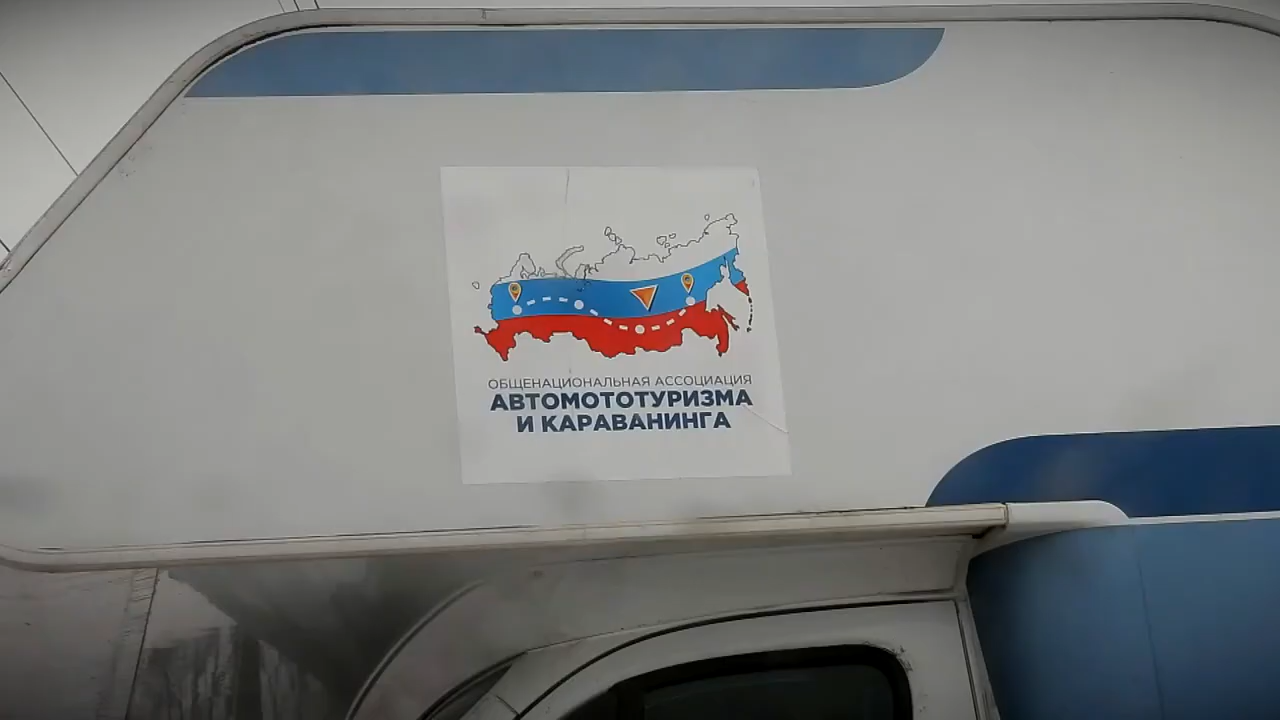 ОБЩЕНАЦИОНАЛЬНАЯ АССОЦИАЦИЯ
АВТОМОТОТУРИЗМА
И КАРАВАНИНГА